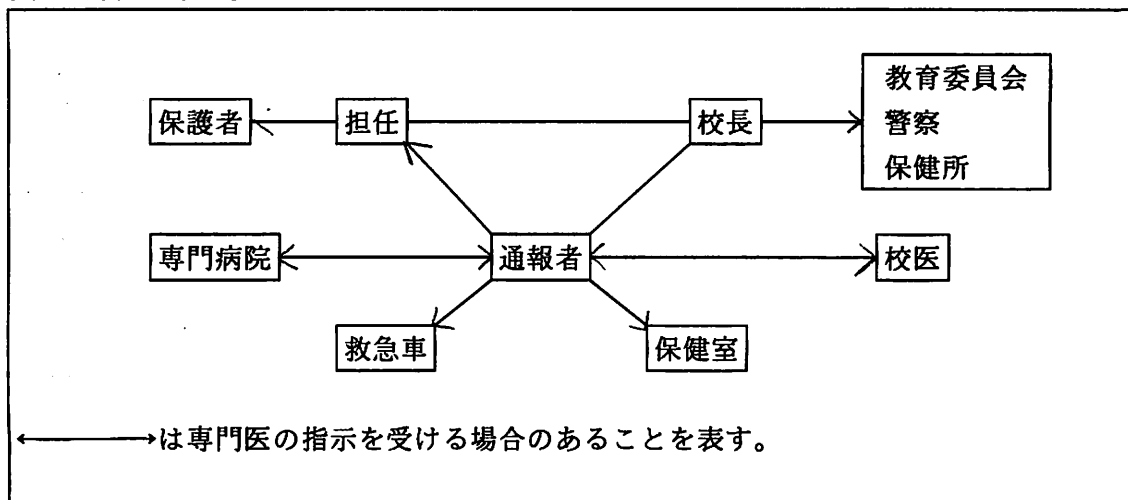 教育委員会
警察
保健所
保護者
担任
校長
専門病院
通報者
校医
救急車
保健室
は専門医の指示を受ける場合のあることを表す。